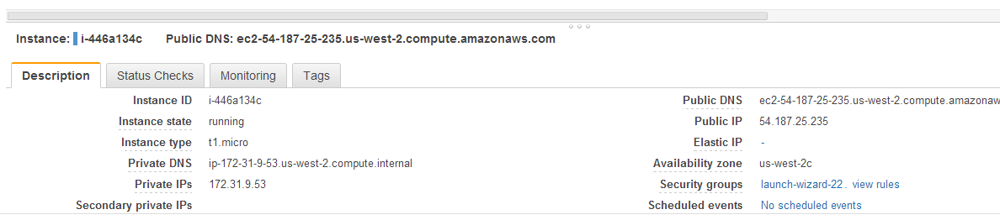 Instance: i-446a134c Public DNS: ec2-54-187-25-235.us-west-2.compute.amazonaws.com
Description Status Checks Monitoring Tags
Instance ID i-446a134c Public DNS ec2-54-187-25-235.us-west-2.compute.amazonaw
Instance state running Public IP 54.187.25.235
Instance type t1.micro Elastic IP -
Private DNS ip-172-31-9-53.us-west-2.compute.internal Availability zone us-west-2c
Private IPs 172.31.9.53 Security groups launch-wizard-22. view rules
Secondary private IPs Scheduled events No scheduled events